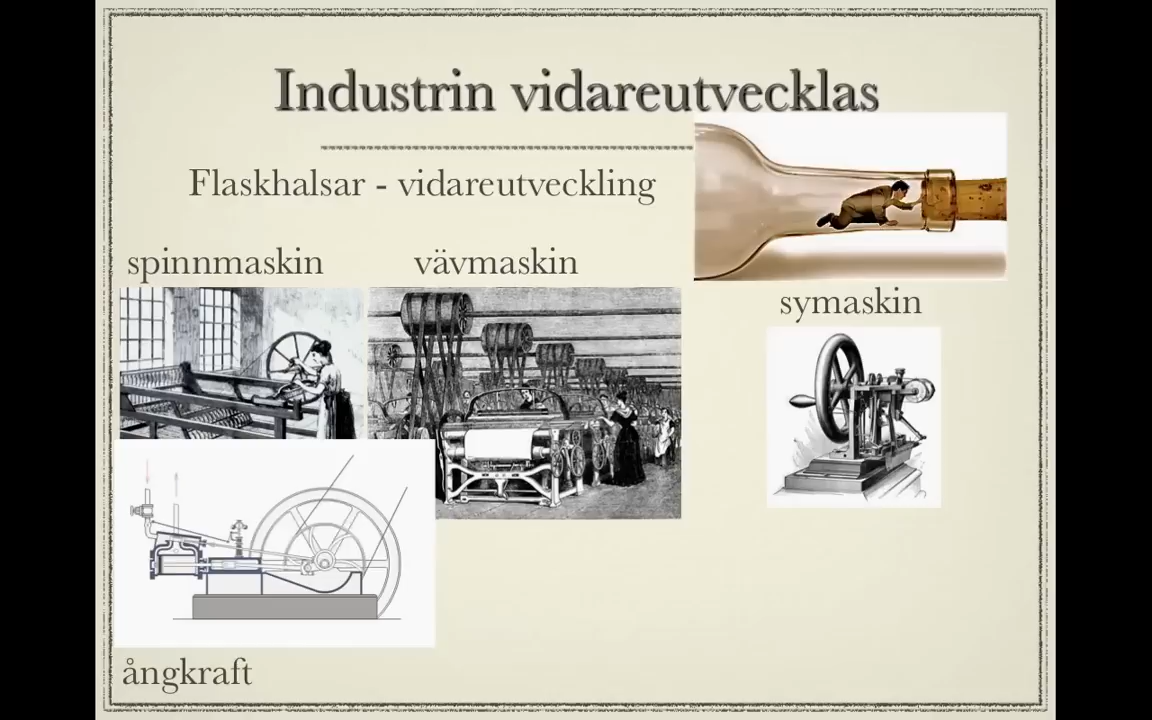 Industrin vidareutvecklas
Flaskhalsar - vidareutveckling
spinnmaskin
vävmaskin
symaskin
ångkraft